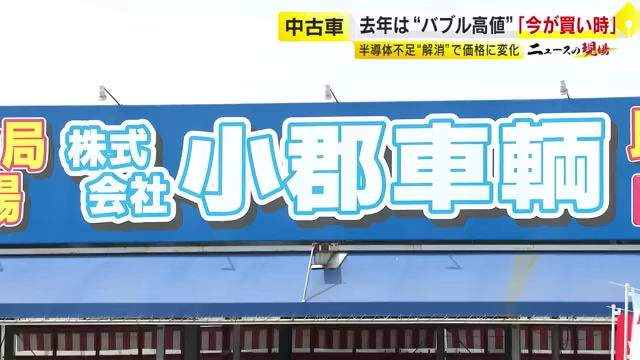 中古車 去年は“バブル高値”「今が買い時」
半導体不足“解消”で価格に変化 ニュースの現場
局
場
株式
会社
小郡車輌